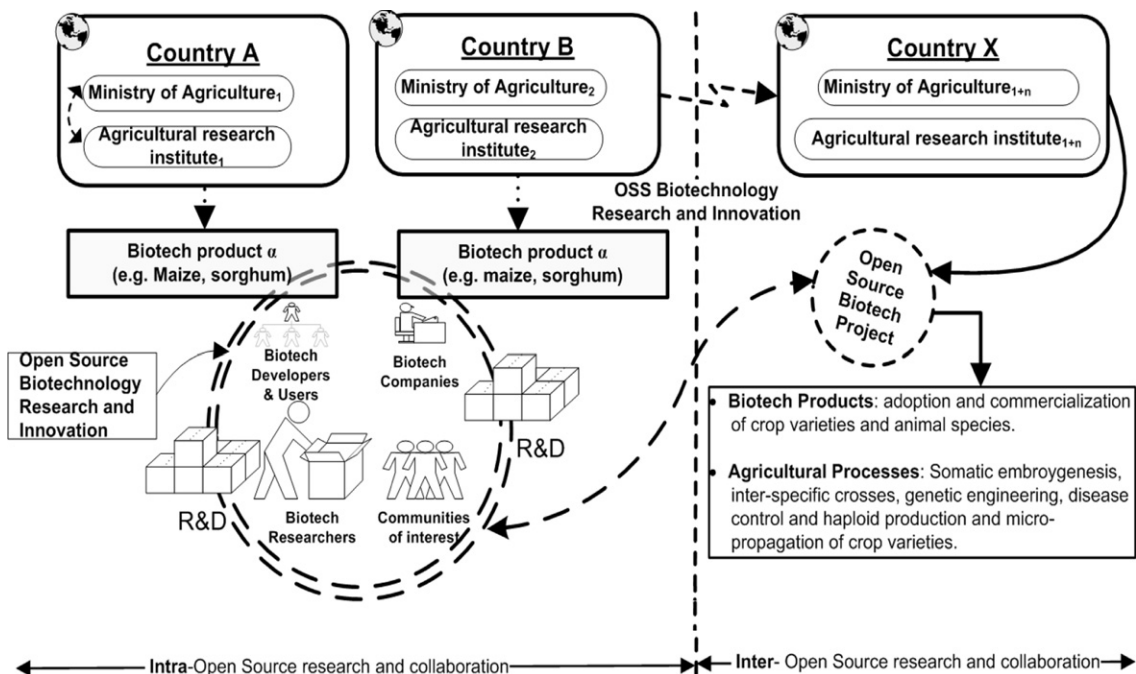 Country A
Ministry of Agriculture1
Agricultural research
institute1
Country B
Ministry of Agriculture2
Agricultural research
institute2
Country X
Ministry of Agriculture1+n
Agricultural research institute1+n
OSS Biotechnology
Research and Innovation
Biotech product α
(e.g. Maize, sorghum)
Biotech product α
(e.g. maize, sorghum)
Open
Source
Biotech
Project
Open Source
Biotechnology
Research and
Innovation
Biotech
Developers
& Users
Biotech
Companies
R&D
R&D
Biotech
Researchers
Communities
of interest
• Biotech Products: adoption and commercialization
of crop varieties and animal species.
• Agricultural Processes: Somatic embroygenesis,
inter-specific crosses, genetic engineering, disease
control and haploid production and micro-
propagation of crop varieties.
Intra-Open Source research and collaboration
Inter- Open Source research and collaboration